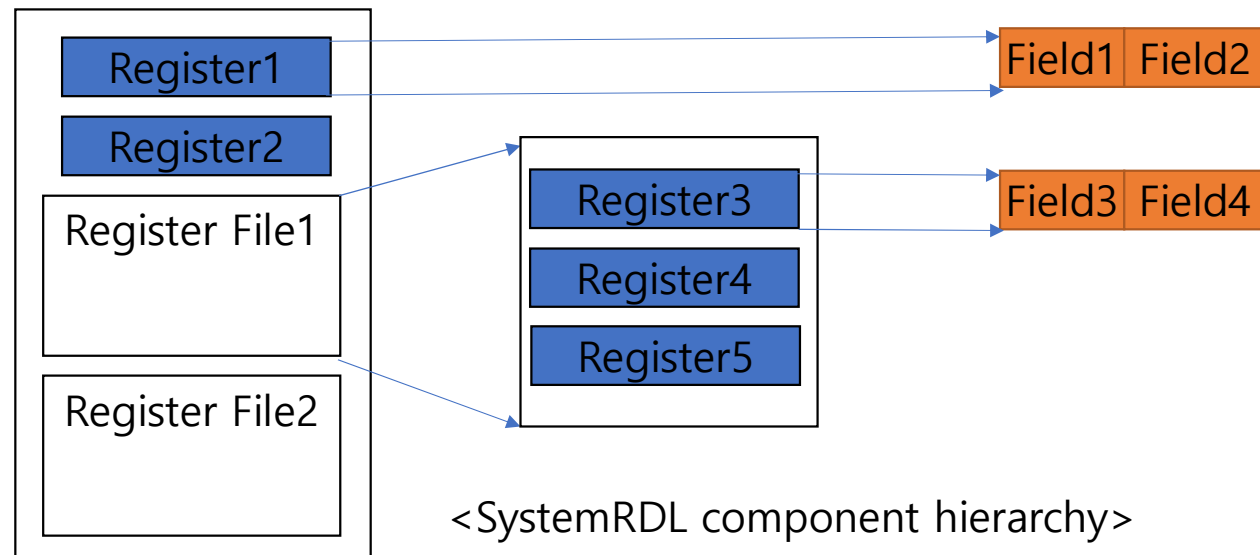 Register1
Register2
Register File1
Register File2
Register3
Register4
Register5
Field1 Field2
Field3 Field4
<SystemRDL component hierarchy>